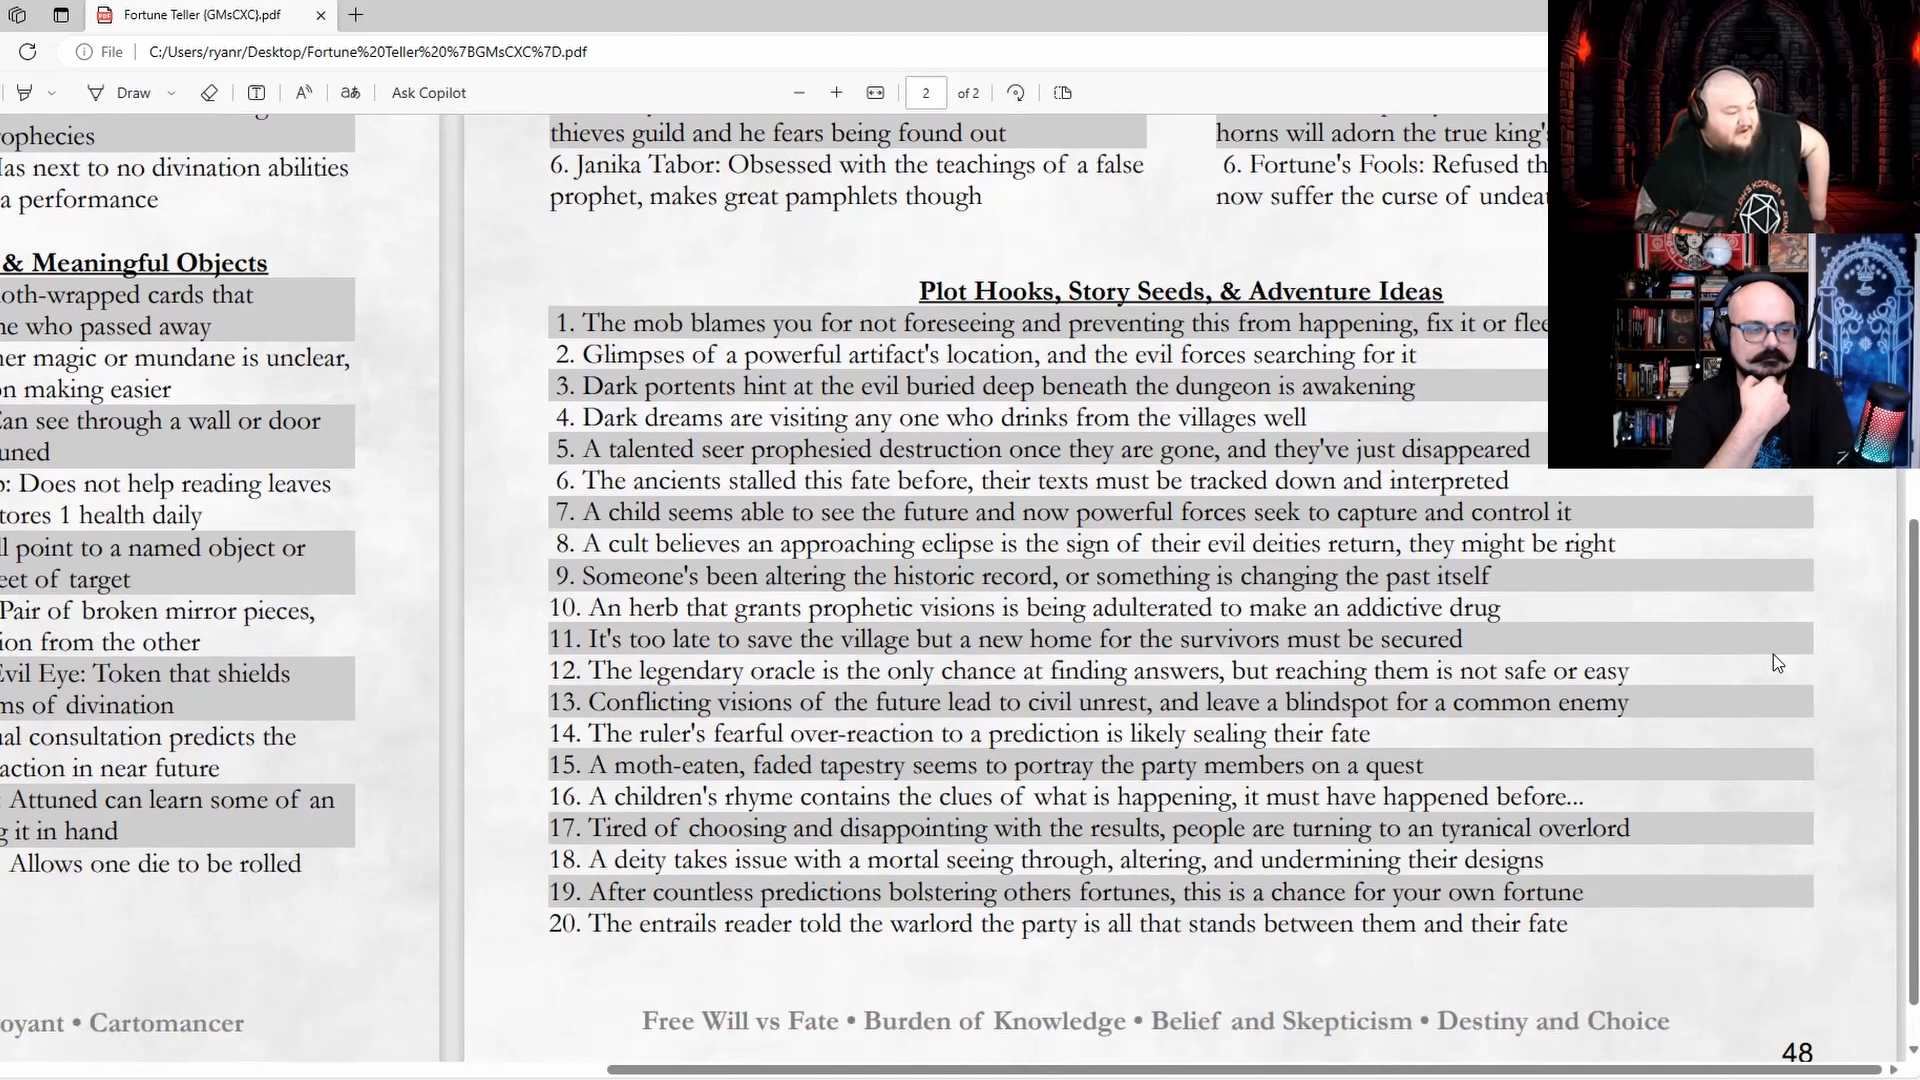 Fortune Teller {GMsCXC}.pdf
File
C:/Users/ryanr/Desktop/Fortune%20Teller%20%7BGMsCXC%7D.pdf
Draw
Ask Copilot
2
of 2
rophecies
as next to no divination abilities
a performance
& Meaningful Objects
oth-wrapped cards that
e who passed away
her magic or mundane is unclear,
on making easier
an see through a wall or door
uned
: Does not help reading leaves
tores 1 health daily
ll point to a named object or
eet of target
Pair of broken mirror pieces,
ion from the other
Evil Eye: Token that shields
ms of divination
ual consultation predicts the
action in near future
Attuned can learn some of an
g it in hand
Allows one die to be rolled
oyant • Cartomancer
thieves guild and he fears being found out
6. Janika Tabor: Obsessed with the teachings of a false
prophet, makes great pamphlets though
horns will adorn the true king's
6. Fortune's Fools: Refused th
now suffer the curse of undea
Plot Hooks, Story Seeds, & Adventure Ideas
1. The mob blames you for not foreseeing and preventing this from happening, fix it or flee
2. Glimpses of a powerful artifact's location, and the evil forces searching for it
3. Dark portents hint at the evil buried deep beneath the dungeon is awakening
4. Dark dreams are visiting any one who drinks from the villages well
5. A talented seer prophesied destruction once they are gone, and they've just disappeared
6. The ancients stalled this fate before, their texts must be tracked down and interpreted
7. A child seems able to see the future and now powerful forces seek to capture and control it
8. A cult believes an approaching eclipse is the sign of their evil deities return, they might be right
9. Someone's been altering the historic record, or something is changing the past itself
10. An herb that grants prophetic visions is being adulterated to make an addictive drug
11. It's too late to save the village but a new home for the survivors must be secured
12. The legendary oracle is the only chance at finding answers, but reaching them is not safe or easy
13. Conflicting visions of the future lead to civil unrest, and leave a blindspot for a common enemy
14. The ruler's fearful over-reaction to a prediction is likely sealing their fate
15. A moth-eaten, faded tapestry seems to portray the party members on a quest
16. A children's rhyme contains the clues of what is happening, it must have happened before...
17. Tired of choosing and disappointing with the results, people are turning to an tyranical overlord
18. A deity takes issue with a mortal seeing through, altering, and undermining their designs
19. After countless predictions bolstering others fortunes, this is a chance for your own fortune
20. The entrails reader told the warlord the party is all that stands between them and their fate
Free Will vs Fate • Burden of Knowledge • Belief and Skepticism • Destiny and Choice
48